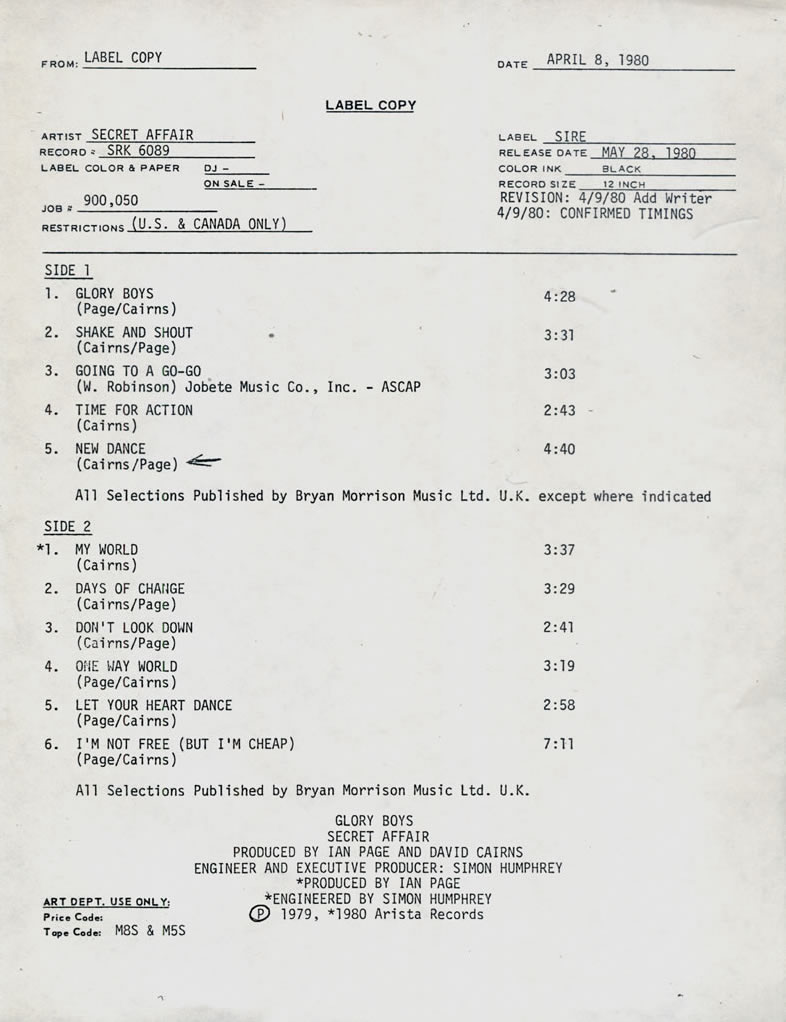 FROM: LABEL COPY
DATE APRIL 8, 1980
LABEL COPY
ARTIST SECRET AFFAIR
LABEL SIRE
RECORD # SRK 6089
RELEASE DATE MAY 28, 1980
LABEL COLOR & PAPER DJ -
COLOR INK BLACK
ON SALE -
RECORD SIZE 12 INCH
JOB # 900,050
REVISION: 4/9/80 Add Writer
4/9/80: CONFIRMED TIMINGS
RESTRICTIONS (U.S. & CANADA ONLY)
SIDE 1
1. GLORY BOYS 4:28
(Page/Cairns)
2. SHAKE AND SHOUT 3:31
(Cairns/Page)
3. GOING TO A GO-GO 3:03
(W. Robinson) Jobete Music Co., Inc. - ASCAP
4. TIME FOR ACTION 2:43
(Cairns)
5. NEW DANCE 4:40
(Cairns/Page)
All Selections Published by Bryan Morrison Music Ltd. U.K. except where indicated
SIDE 2
*1. MY WORLD 3:37
(Cairns)
2. DAYS OF CHANGE 3:29
(Cairns/Page)
3. DON'T LOOK DOWN 2:41
(Cairns/Page)
4. ONE WAY WORLD 3:19
(Page/Cairns)
5. LET YOUR HEART DANCE 2:58
(Page/Cairns)
6. I'M NOT FREE (BUT I'M CHEAP) 7:11
(Page/Cairns)
All Selections Published by Bryan Morrison Music Ltd. U.K.
GLORY BOYS
SECRET AFFAIR
PRODUCED BY IAN PAGE AND DAVID CAIRNS
ENGINEER AND EXECUTIVE PRODUCER: SIMON HUMPHREY
*PRODUCED BY IAN PAGE
*ENGINEERED BY SIMON HUMPHREY
Ⓟ 1979, *1980 Arista Records
ART DEPT. USE ONLY:
Price Code:
Tape Code: M8S & M5S